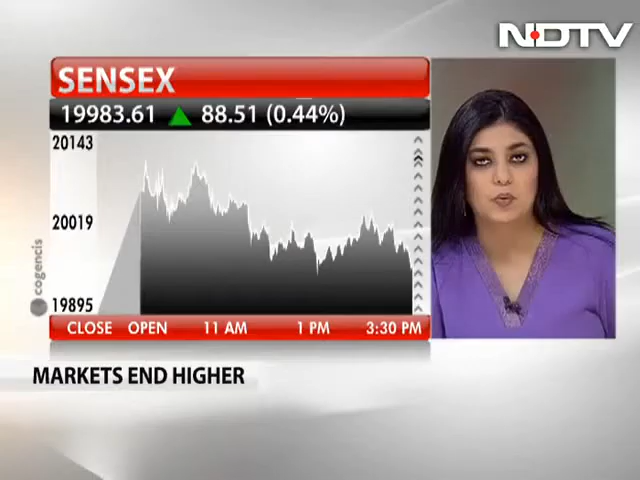 NDTV
SENSEX
19983.61 ▲ 88.51 (0.44%)
20143
20019
19895
cogencis
CLOSE OPEN 11 AM 1 PM 3:30 PM
MARKETS END HIGHER